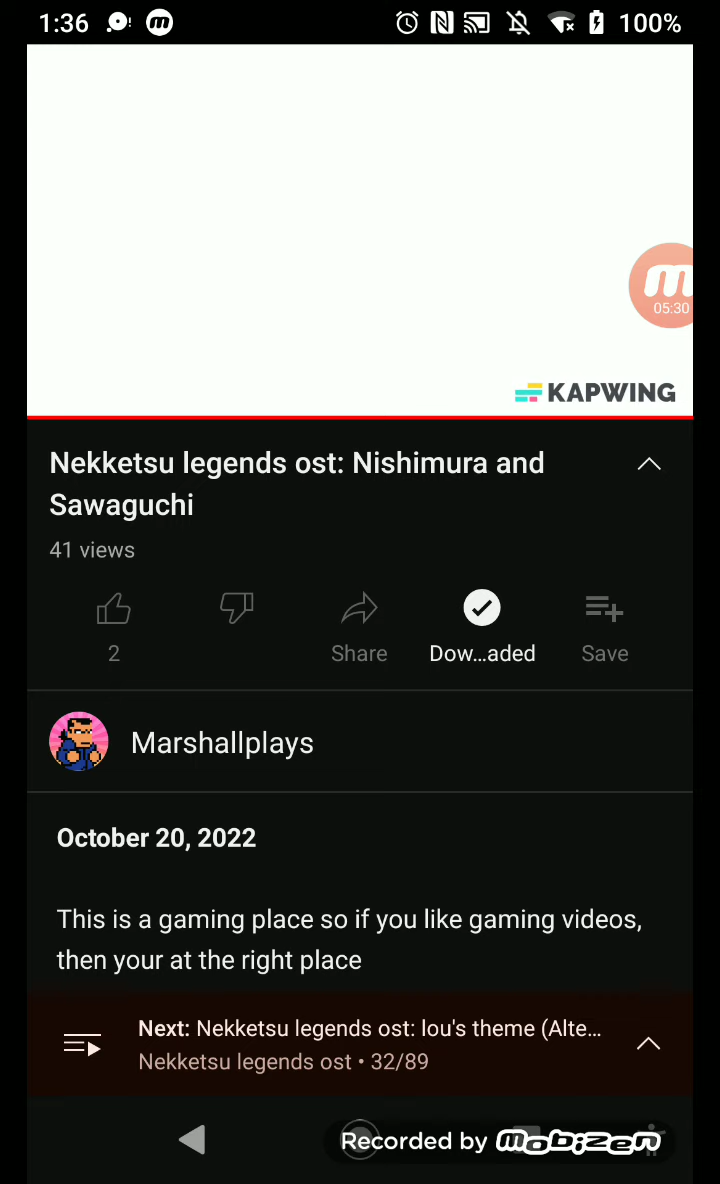 1:36
100%
05:30
KAPWING
Nekketsu legends ost: Nishimura and
Sawaguchi
41 views
2
Share
Dow...aded
Save
Marshallplays
October 20, 2022
This is a gaming place so if you like gaming videos,
then your at the right place
Next: Nekketsu legends ost: lou's theme (Alte...
Nekketsu legends ost • 32/89
Recorded by mobizen